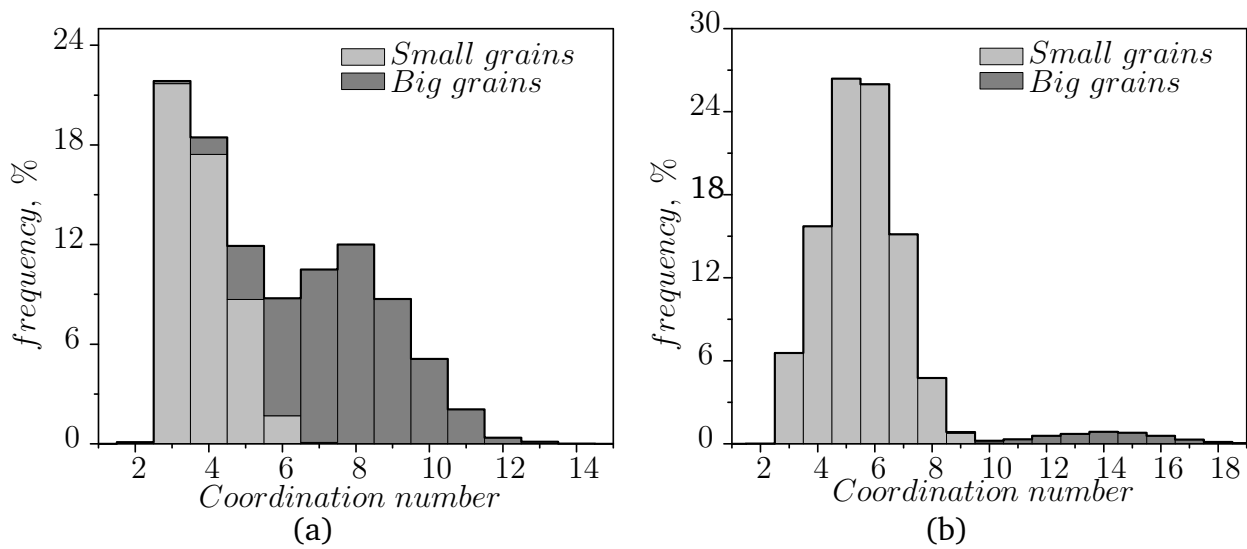 24
18
12
6
0
frequency, %
Small grains
Big grains
2 4 6 8 10 12 14
Coordination number
(a)
30
24
18
12
6
0
frequency, %
Small grains
Big grains
2 4 6 8 10 12 14 16 18
Coordination number
(b)